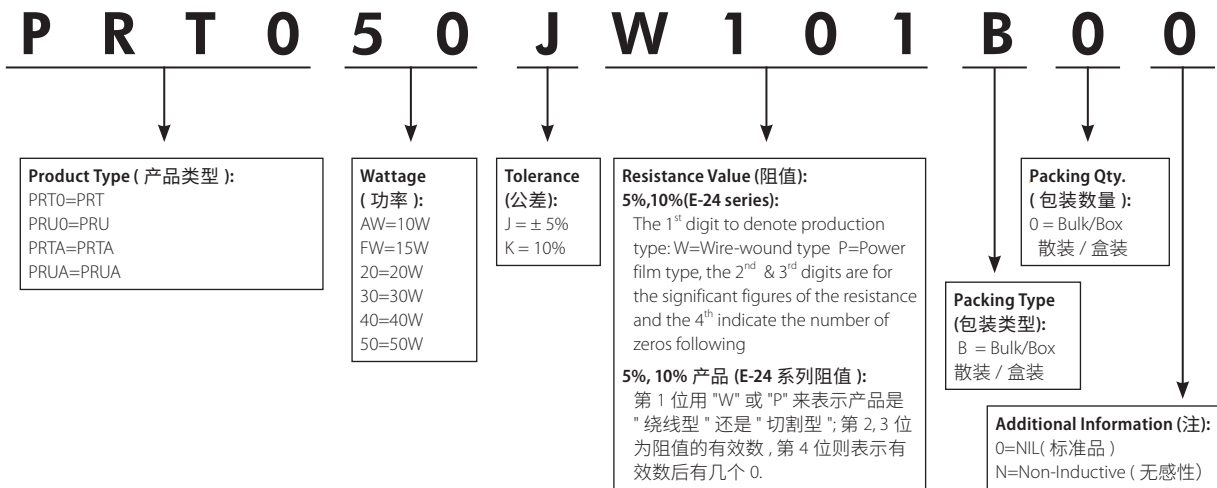 P R T 0 5 0 J W 1 0 1 B 0 0
Product Type ( 产品类型 ):
PRT0=PRT
PRU0=PRU
PRTA=PRTA
PRUA=PRUA
Wattage
( 功率 ):
AW=10W
FW=15W
20=20W
30=30W
40=40W
50=50W
Tolerance
(公差):
J = ± 5%
K = 10%
Resistance Value (阻值):
5%,10%(E-24 series):
The 1st digit to denote production
type: W=Wire-wound type P=Power
film type, the 2nd & 3rd digits are for
the significant figures of the resistance
and the 4th indicate the number of
zeros following
5%, 10% 产品 (E-24 系列阻值 ):
第 1 位用 "W" 或 "P" 来表示产品是
" 绕线型 " 还是 " 切割型 "; 第 2, 3 位
为阻值的有效数 , 第 4 位则表示有
效数后有几个 0.
Packing Type
(包装类型):
B = Bulk/Box
散装 / 盒装
Packing Qty.
( 包装数量 ):
0 = Bulk/Box
散装 / 盒装
Additional Information (注):
0=NIL( 标准品 )
N=Non-Inductive ( 无感性)